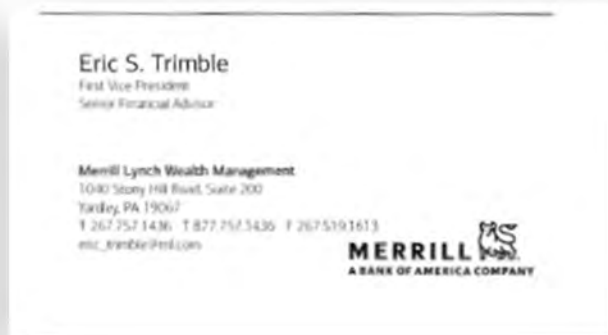 Eric S. Trimble
First Vice President
Senior Financial Advisor
Merrill Lynch Wealth Management
1040 Stony Hill Road, Suite 200
Yardley, PA 19067
T 267.757.1436 T 877.757.1436 F 267.519.1613
eric_trimble@ml.com
MERRILL
A BANK OF AMERICA COMPANY